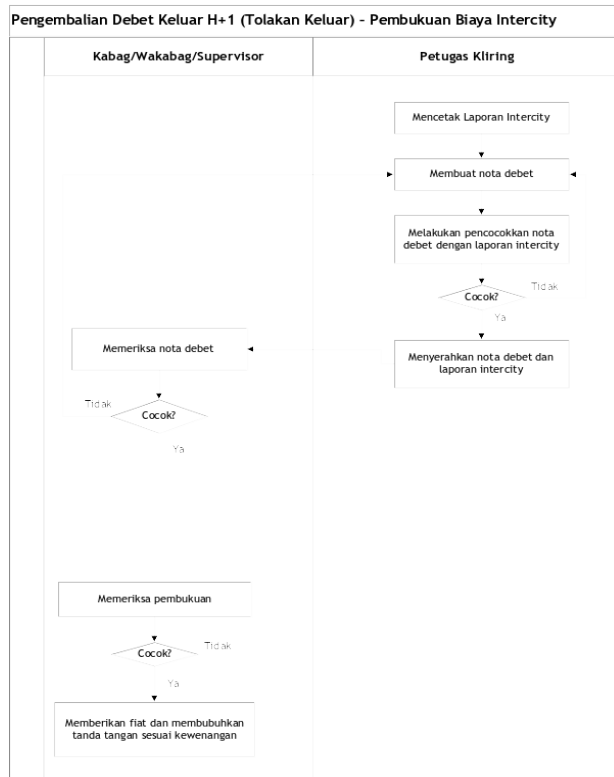 Pengembalian Debet Keluar H+1 (Tolakan Keluar) - Pembukuan Biaya Intercity
Kabag/Wakabag/Supervisor
Petugas Kliring
Mencetak Laporan Intercity
Membuat nota debet
Melakukan pencocokkan nota
debet dengan laporan intercity
Cocok?
Tidak
Ya
Memeriksa nota debet
Menyerahkan nota debet dan
laporan intercity
Tidak
Cocok?
Ya
Memeriksa pembukuan
Cocok?
Tidak
Ya
Memberikan fiat dan membubuhkan
tanda tangan sesuai kewenangan